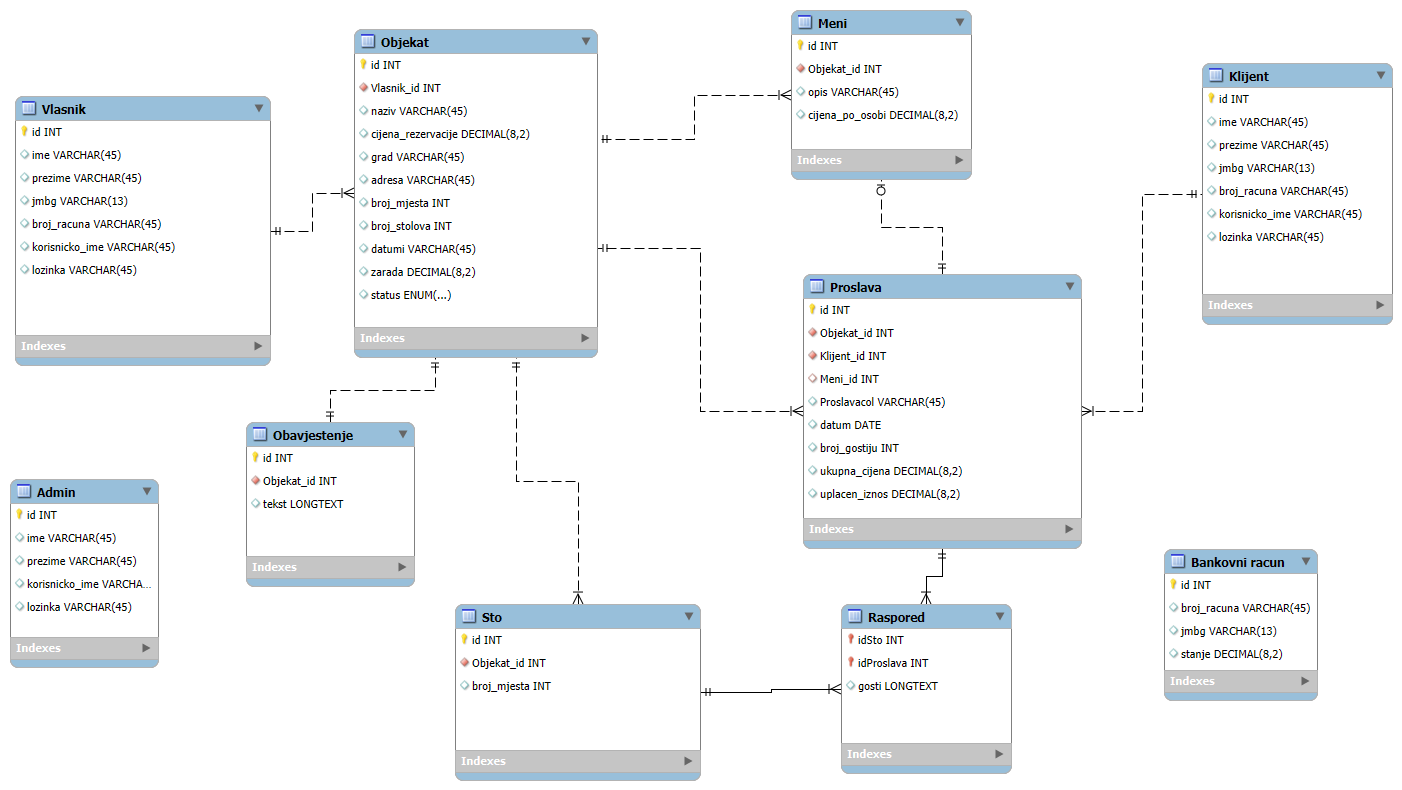 Vlasnik
id INT
ime VARCHAR(45)
prezime VARCHAR(45)
jmbg VARCHAR(13)
broj_racuna VARCHAR(45)
korisnicko_ime VARCHAR(45)
lozinka VARCHAR(45)
Indexes
Objekat
id INT
Vlasnik_id INT
naziv VARCHAR(45)
cijena_rezervacije DECIMAL(8,2)
grad VARCHAR(45)
adresa VARCHAR(45)
broj_mjesta INT
broj_stolova INT
datumi VARCHAR(45)
zarada DECIMAL(8,2)
status ENUM(...)
Indexes
Meni
id INT
Objekat_id INT
opis VARCHAR(45)
cijena_po_osobi DECIMAL(8,2)
Indexes
Klijent
id INT
ime VARCHAR(45)
prezime VARCHAR(45)
jmbg VARCHAR(13)
broj_racuna VARCHAR(45)
korisnicko_ime VARCHAR(45)
lozinka VARCHAR(45)
Indexes
Proslava
id INT
Objekat_id INT
Klijent_id INT
Meni_id INT
Proslavacol VARCHAR(45)
datum DATE
broj_gostiju INT
ukupna_cijena DECIMAL(8,2)
uplacen_iznos DECIMAL(8,2)
Indexes
Obavjestenje
id INT
Objekat_id INT
tekst LONGTEXT
Indexes
Admin
id INT
ime VARCHAR(45)
prezime VARCHAR(45)
korisnicko_ime VARCHA...
lozinka VARCHAR(45)
Indexes
Sto
id INT
Objekat_id INT
broj_mjesta INT
Indexes
Raspored
idSto INT
idProslava INT
gosti LONGTEXT
Indexes
Bankovni racun
id INT
broj_racuna VARCHAR(45)
jmbg VARCHAR(13)
stanje DECIMAL(8,2)
Indexes